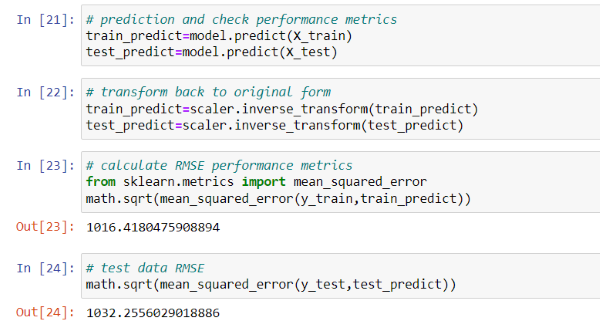 In [21]: # prediction and check performance metrics
train_predict=model.predict(X_train)
test_predict=model.predict(X_test)
In [22]: # transform back to original form
train_predict=scaler.inverse_transform(train_predict)
test_predict=scaler.inverse_transform(test_predict)
In [23]: # calculate RMSE performance metrics
from sklearn.metrics import mean_squared_error
math.sqrt(mean_squared_error(y_train,train_predict))
Out[23]: 1016.4180475908894
In [24]: # test data RMSE
math.sqrt(mean_squared_error(y_test,test_predict))
Out[24]: 1032.2556029018886